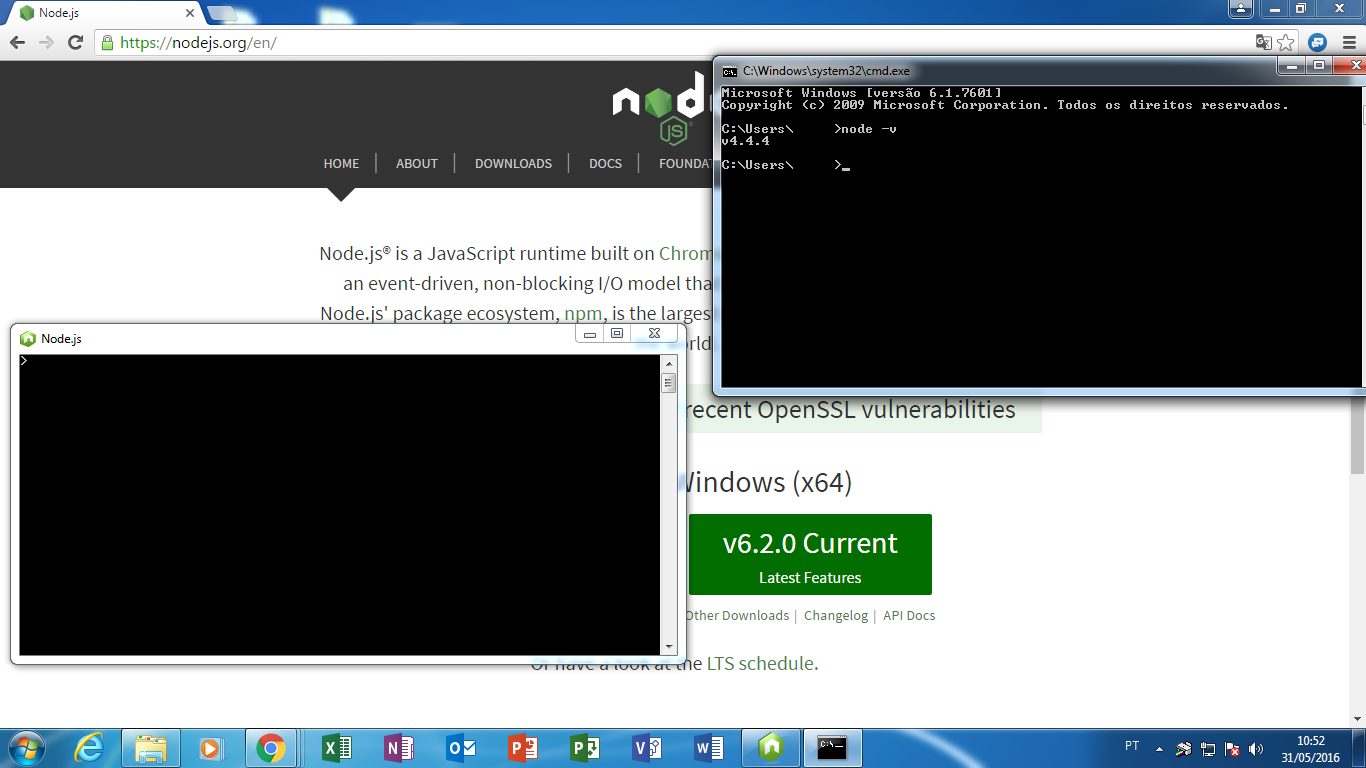 Node.js
https://nodejs.org/en/
node
JS
HOME
ABOUT
DOWNLOADS
DOCS
FOUNDAT
Node.js® is a JavaScript runtime built on Chrom
an event-driven, non-blocking I/O model tha
Node.js' package ecosystem, npm, is the larges
world
recent OpenSSL vulnerabilities
Windows (x64)
v6.2.0 Current
Latest Features
Other Downloads | Changelog | API Docs
Or have a look at the LTS schedule.
C:\Windows\system32\cmd.exe
Microsoft Windows [versão 6.1.7601]
Copyright (c) 2009 Microsoft Corporation. Todos os direitos reservados.
C:\Users\ >node -v
v4.4.4
C:\Users\ >_
Node.js
>
PT
10:52
31/05/2016